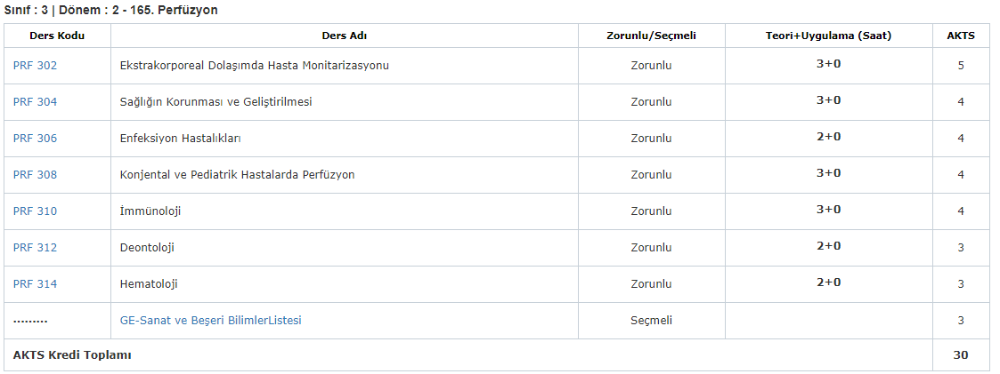 Sınıf : 3 | Dönem : 2 - 165. Perfüzyon
Ders Kodu Ders Adı Zorunlu/Seçmeli Teori+Uygulama (Saat) AKTS
PRF 302 Ekstrakorporeal Dolaşımda Hasta Monitarizasyonu Zorunlu 3+0 5
PRF 304 Sağlığın Korunması ve Geliştirilmesi Zorunlu 3+0 4
PRF 306 Enfeksiyon Hastalıkları Zorunlu 2+0 4
PRF 308 Konjental ve Pediatrik Hastalarda Perfüzyon Zorunlu 3+0 4
PRF 310 İmmünoloji Zorunlu 3+0 4
PRF 312 Deontoloji Zorunlu 2+0 3
PRF 314 Hematoloji Zorunlu 2+0 3
......... GE-Sanat ve Beşeri BilimlerListesi Seçmeli 3
AKTS Kredi Toplamı 30